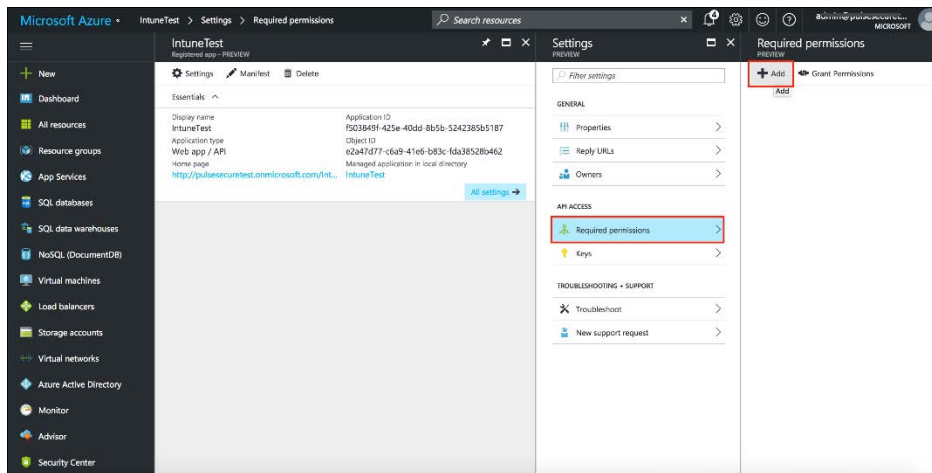 Microsoft Azure « IntuneTest > Settings > Required permissions
Search resources
MICROSOFT
New
Dashboard
All resources
Resource groups
App Services
SQL databases
SQL data warehouses
NoSQL (DocumentDB)
Virtual machines
Load balancers
Storage accounts
Virtual networks
Azure Active Directory
Monitor
Advisor
Security Center
IntuneTest
Registered app - PREVIEW
Settings Manifest Delete
Essentials
Display name
IntuneTest
Application type
Web app / API
Home page
http://pulsesecuretest.onmicrosoft.com/Int...
Application ID
f503849f-425e-40dd-8b5b-5242385b5187
Object ID
e2a47d77-c6a9-41e6-b83c-fda38528b462
Managed application in local directory
IntuneTest
All settings →
Settings
PREVIEW
Filter settings
GENERAL
Properties
Reply URLs
Owners
API ACCESS
Required permissions
Keys
TROUBLESHOOTING + SUPPORT
Troubleshoot
New support request
Required permissions
PREVIEW
Add Grant Permissions
Add